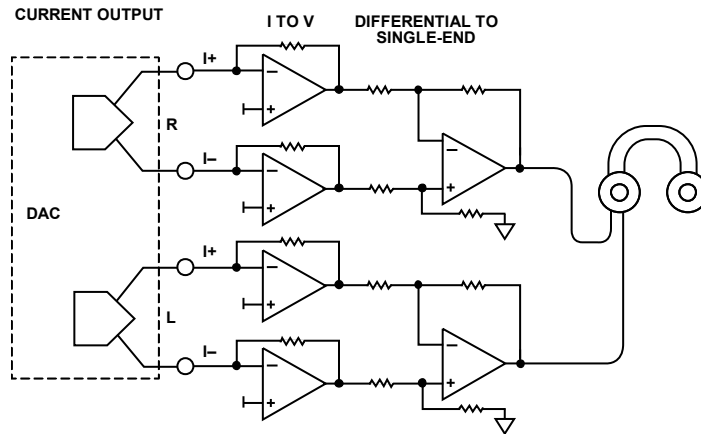 CURRENT OUTPUT
I TO V
DIFFERENTIAL TO
SINGLE-END
I+
R
I–
DAC
I+
L
I–